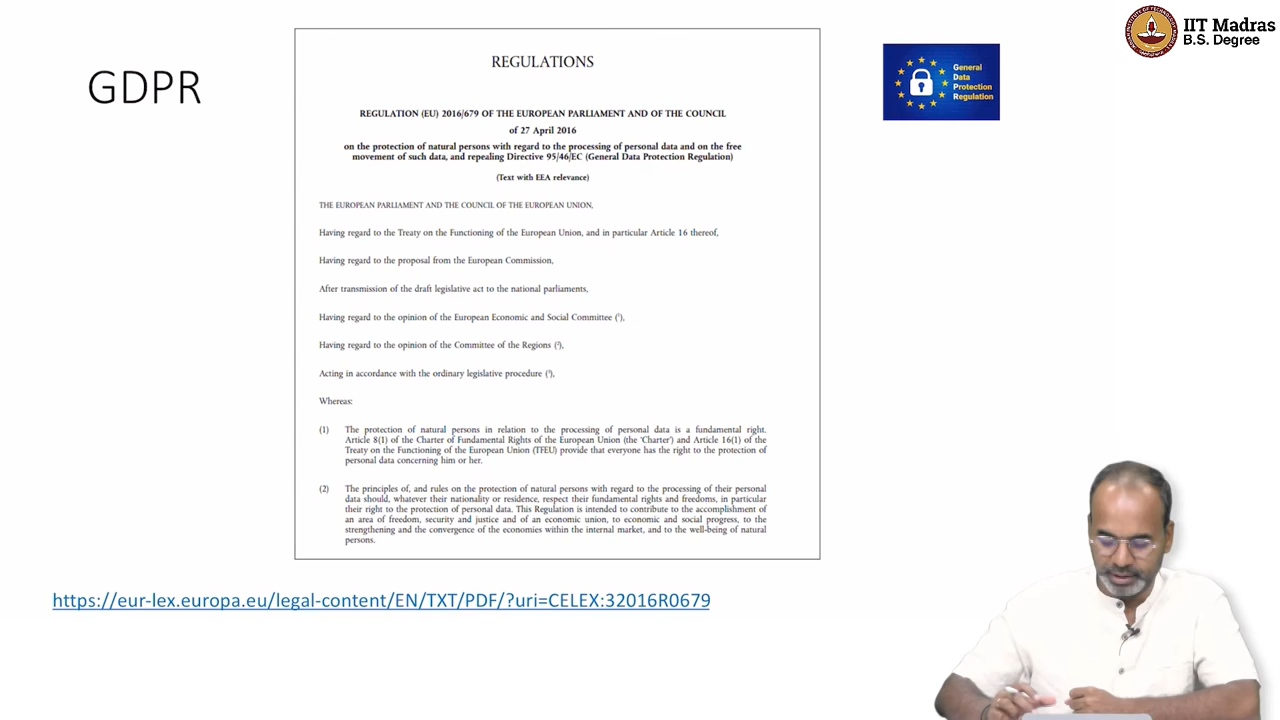 GDPR
REGULATIONS
REGULATION (EU) 2016/679 OF THE EUROPEAN PARLIAMENT AND OF THE COUNCIL
of 27 April 2016
on the protection of natural persons with regard to the processing of personal data and on the free
movement of such data, and repealing Directive 95/46/EC (General Data Protection Regulation)
(Text with EEA relevance)
THE EUROPEAN PARLIAMENT AND THE COUNCIL OF THE EUROPEAN UNION,
Having regard to the Treaty on the Functioning of the European Union, and in particular Article 16 thereof,
Having regard to the proposal from the European Commission,
After transmission of the draft legislative act to the national parliaments,
Having regard to the opinion of the European Economic and Social Committee (¹),
Having regard to the opinion of the Committee of the Regions (²),
Acting in accordance with the ordinary legislative procedure (³),
Whereas:
(1) The protection of natural persons in relation to the processing of personal data is a fundamental right.
Article 8(1) of the Charter of Fundamental Rights of the European Union (the 'Charter') and Article 16(1) of the
Treaty on the Functioning of the European Union (TFEU) provide that everyone has the right to the protection of
personal data concerning him or her.
(2) The principles of, and rules on the protection of natural persons with regard to the processing of their personal
data should, whatever their nationality or residence, respect their fundamental rights and freedoms, in particular
their right to the protection of personal data. This Regulation is intended to contribute to the accomplishment of
an area of freedom, security and justice and of an economic union, to economic and social progress, to the
strengthening and the convergence of the economies within the internal market, and to the well-being of natural
persons.
https://eur-lex.europa.eu/legal-content/EN/TXT/PDF/?uri=CELEX:32016R0679
General
Data
Protection
Regulation
IIT Madras
B.S. Degree